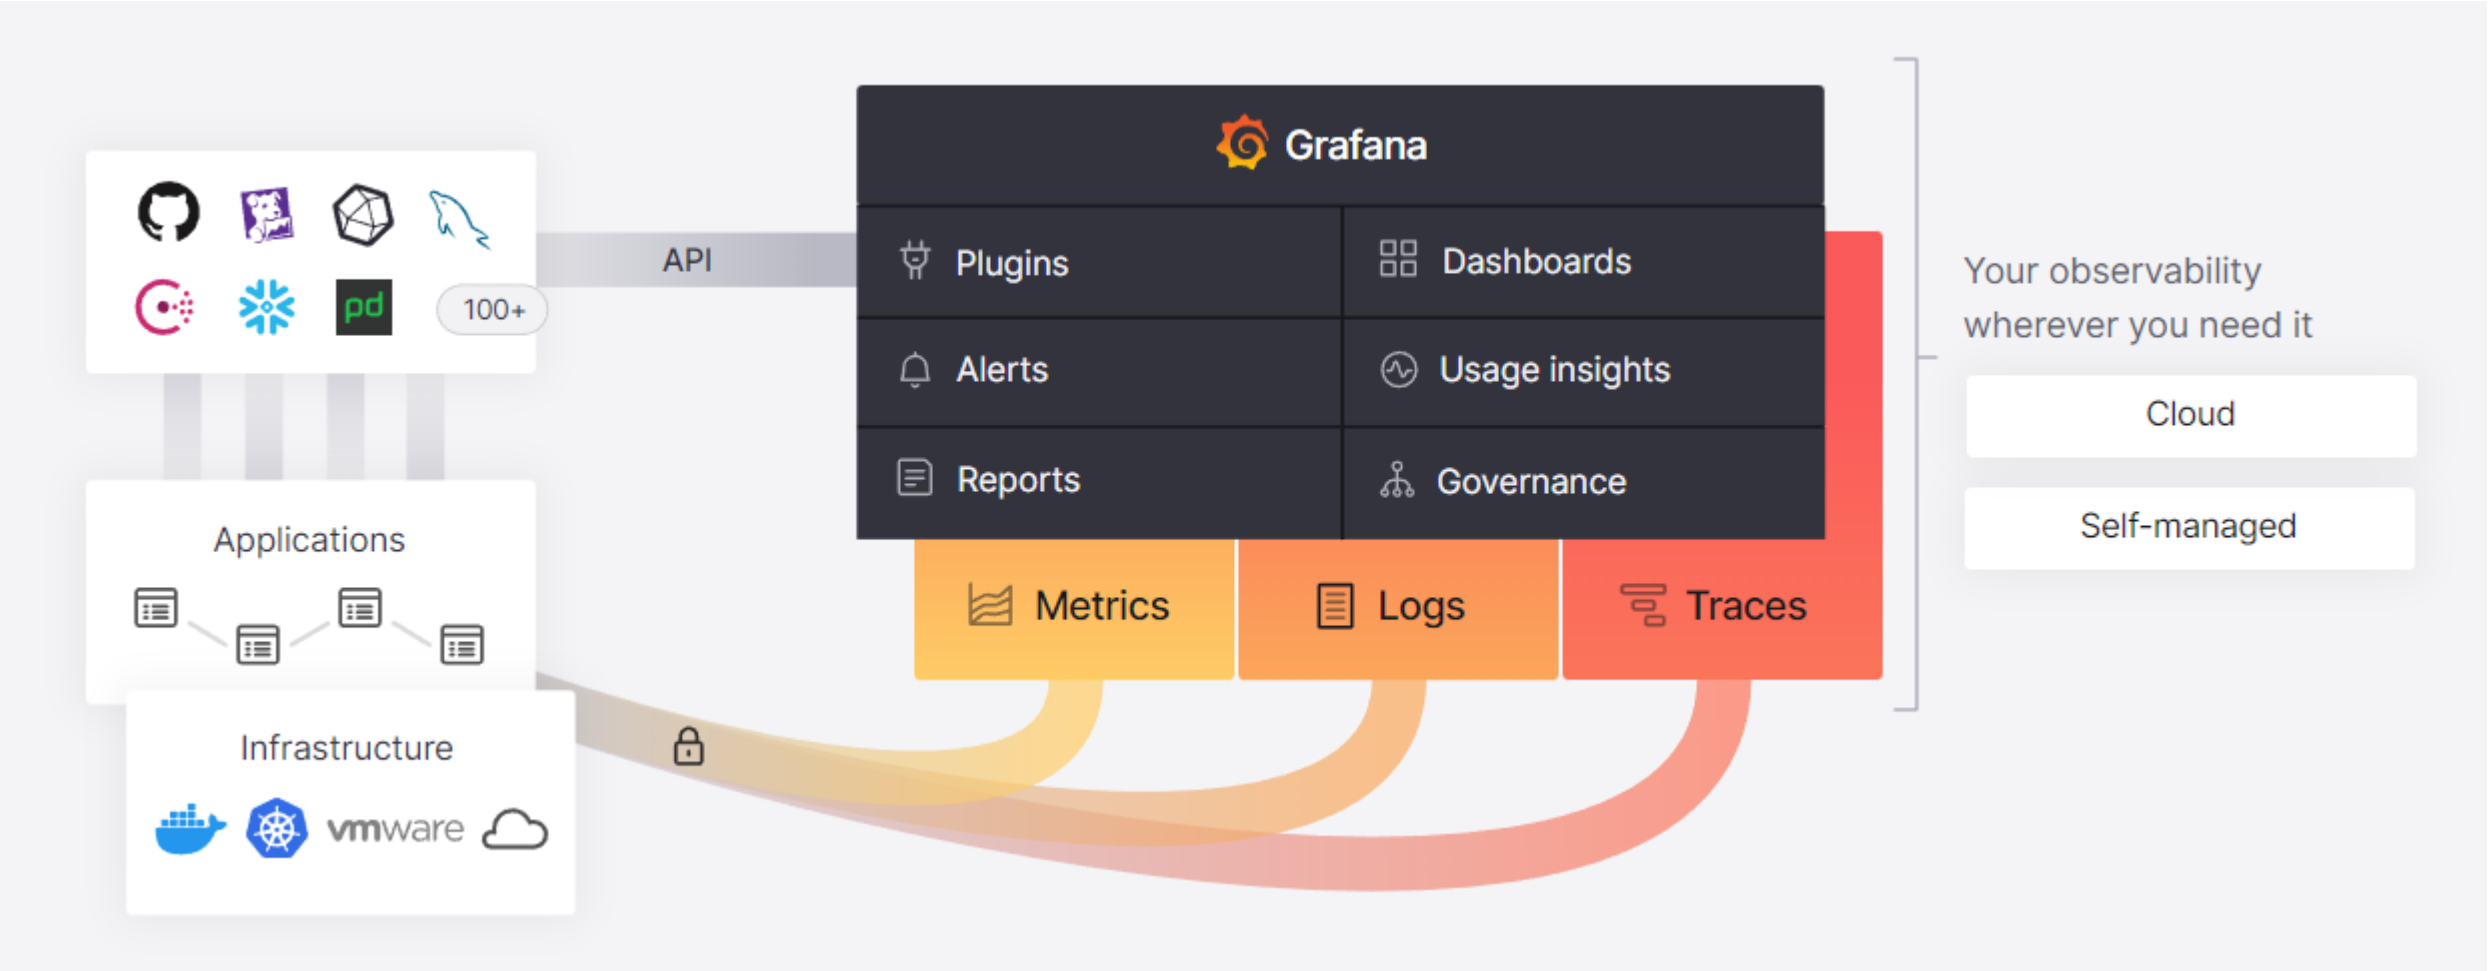 pd
100+
API
Applications
Infrastructure
vmware
Grafana
Plugins
Dashboards
Alerts
Usage insights
Reports
Governance
Metrics
Logs
Traces
Your observability
wherever you need it
Cloud
Self-managed